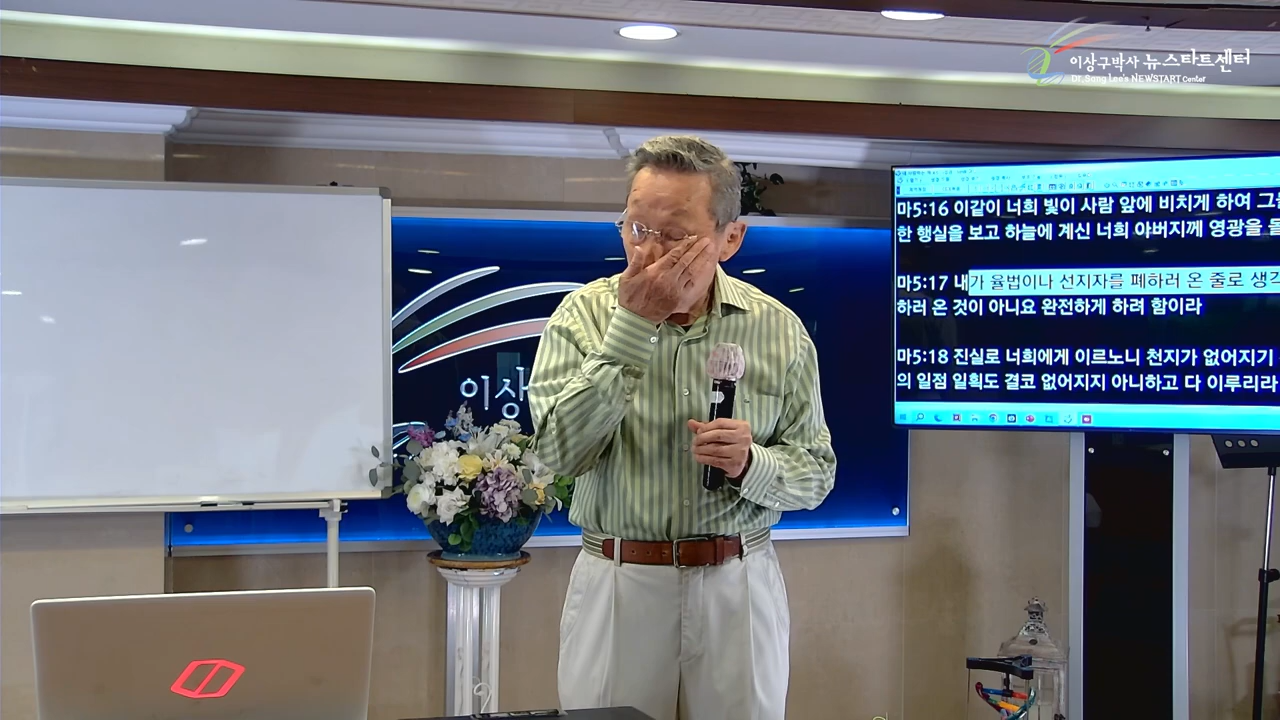 이상구박사 뉴스타트센터
Dr. Sang Lee's NEWSTART Center
마5:16 이같이 너희 빛이 사람 앞에 비치게 하여
한 행실을 보고 하늘에 계신 너희 아버지께 영광을
마5:17 내가 율법이나 선지자를 폐하러 온 줄로
하러 온 것이 아니요 완전하게 하려 함이라
마5:18 진실로 너희에게 이르노니 천지가 없어지기
의 일점 일획도 결코 없어지지 아니하고 다 이루리라
이상